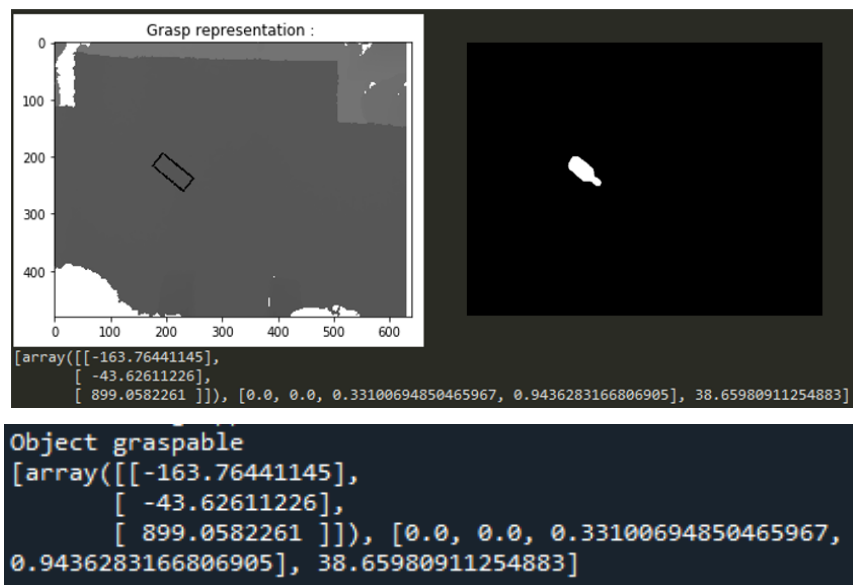 Grasp representation :
0
100
200
300
400
0 100 200 300 400 500 600
[array([[-163.76441145],
[ -43.62611226],
[ 899.0582261 ]]), [0.0, 0.0, 0.33100694850465967, 0.9436283166806905], 38.65980911254883]
Object graspable
[array([[-163.76441145],
[ -43.62611226],
[ 899.0582261 ]]), [0.0, 0.0, 0.33100694850465967,
0.9436283166806905], 38.65980911254883]